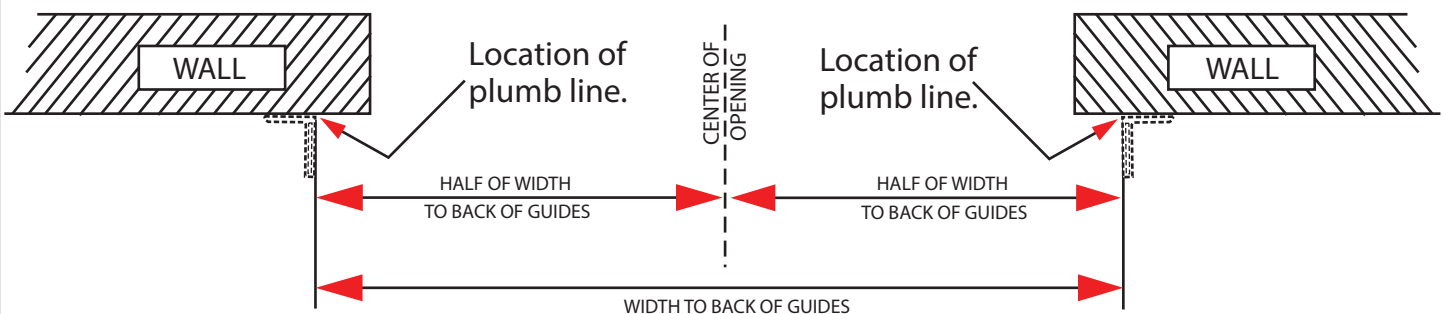 WALL
Location of
plumb line.
CENTER OF
OPENING
Location of
plumb line.
WALL
HALF OF WIDTH
TO BACK OF GUIDES
HALF OF WIDTH
TO BACK OF GUIDES
WIDTH TO BACK OF GUIDES